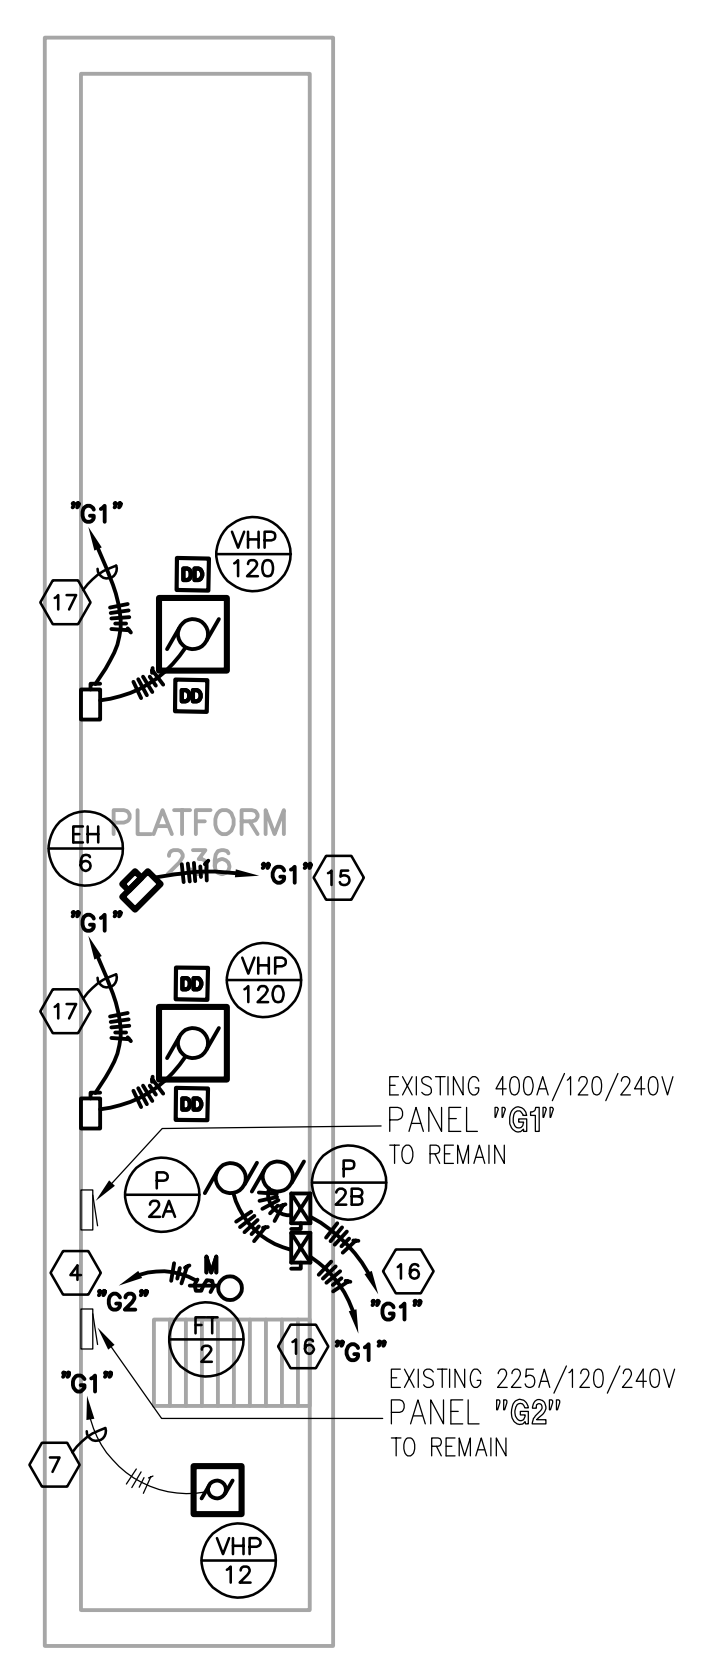 "G1"
VHP
120
DD
17
DD
PLATFORM
236
EH
6
"G1"
15
"G1"
VHP
120
DD
17
DD
EXISTING 400A/120/240V
PANEL "G1"
TO REMAIN
P
2A
P
2B
4
M
"G2"
16
"G1"
FT
2
16
"G1"
"G1"
EXISTING 225A/120/240V
PANEL "G2"
TO REMAIN
7
VHP
12